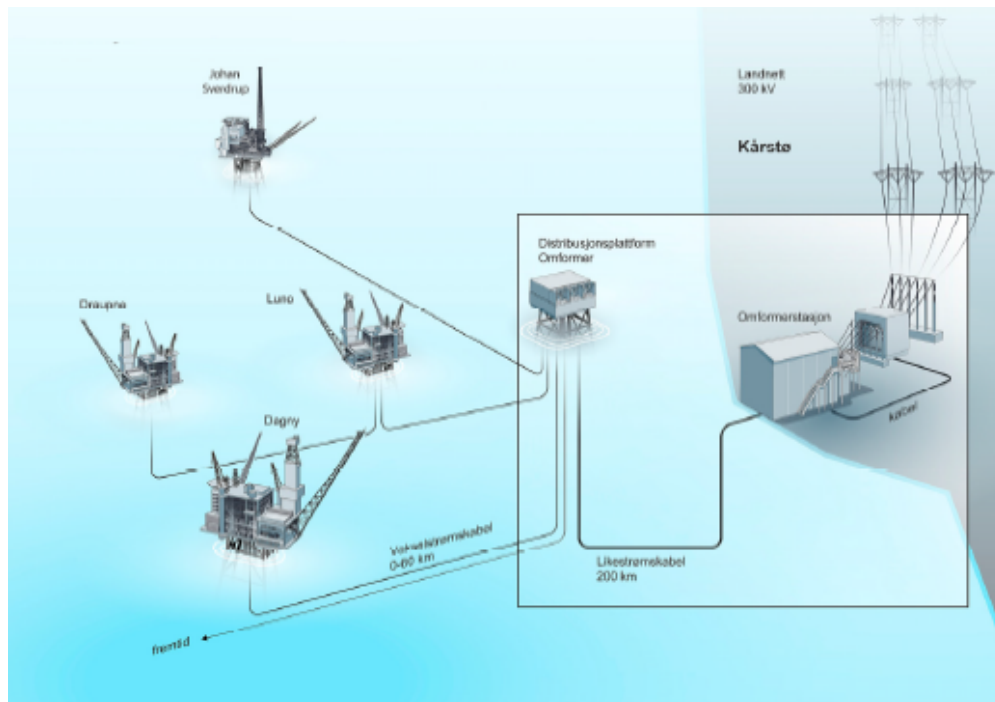 Johan
Sverdrup
Landnett
300 kV
Kårstø
Distribusjonsplattform
Omformer
Draupne
Luno
Omformerstasjon
kabel
Dagny
Vekselstrømskabel
0-80 km
Likestrømskabel
200 km
fremtid